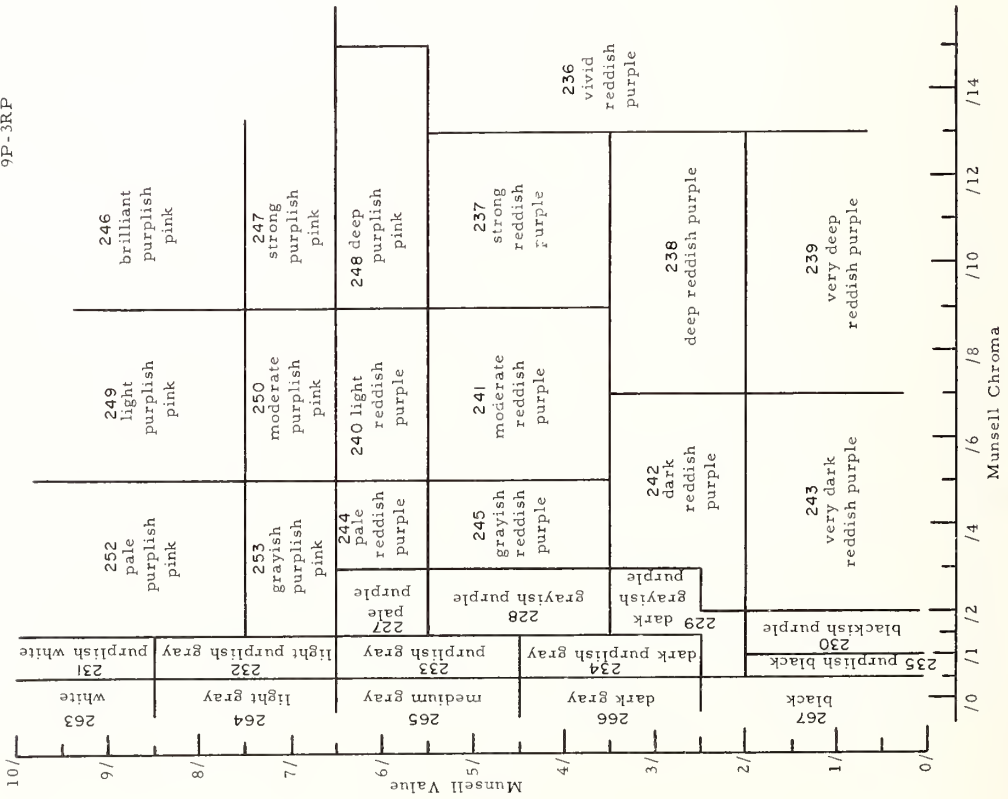 9P-3RP
246
brilliant
purplish
pink
247
strong
purplish
pink
248 deep
purplish
pink
237
strong
reddish
purple
236
vivid
reddish
purple
238
deep reddish purple
239
very deep
reddish purple
249
light
purplish
pink
250
moderate
purplish
pink
240 light
reddish
purple
241
moderate
reddish
purple
242
dark
reddish
purple
243
very dark
reddish purple
252
pale
purplish
pink
253
grayish
purplish
pink
244
pale
reddish
purple
245
grayish
reddish
purple
227
pale
purple
228
grayish purple
229
dark
grayish
purple
230
blackish purple
231
purplish white
232
light purplish gray
233
purplish gray
234
dark purplish gray
235 purplish black
263
white
264
light gray
265
medium gray
266
dark gray
267
black
10/
9/
8/
7/
6/
5/
4/
3/
2/
1/
0/
Munsell Value
/0
/1
/2
/4
/6
/8
/10
/12
/14
Munsell Chroma